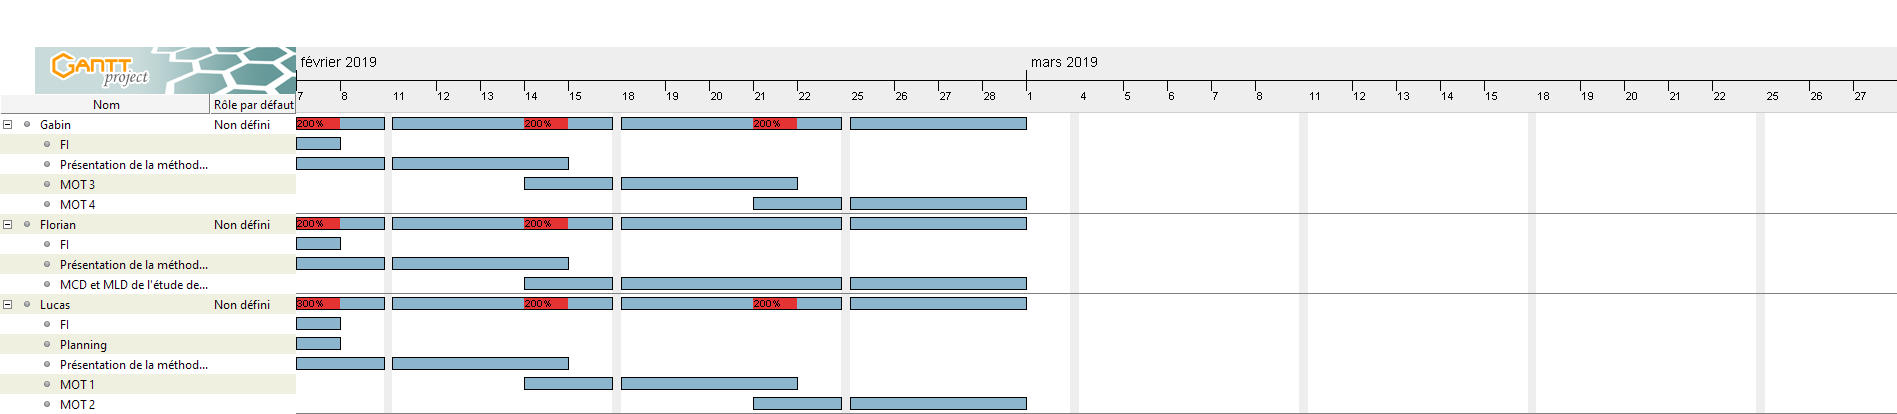 GANTT
project
février 2019
mars 2019
7 8 11 12 13 14 15 18 19 20 21 22 25 26 27 28 1 4 5 6 7 8 11 12 13 14 15 18 19 20 21 22 25 26 27
Nom Rôle par défaut
Gabin Non défini 200% 200% 200%
FI
Présentation de la méthod...
MOT 3
MOT 4
Florian Non défini 200% 200%
FI
Présentation de la méthod...
MCD et MLD de l'étude de...
Lucas Non défini 300% 200% 200%
FI
Planning
Présentation de la méthod...
MOT 1
MOT 2